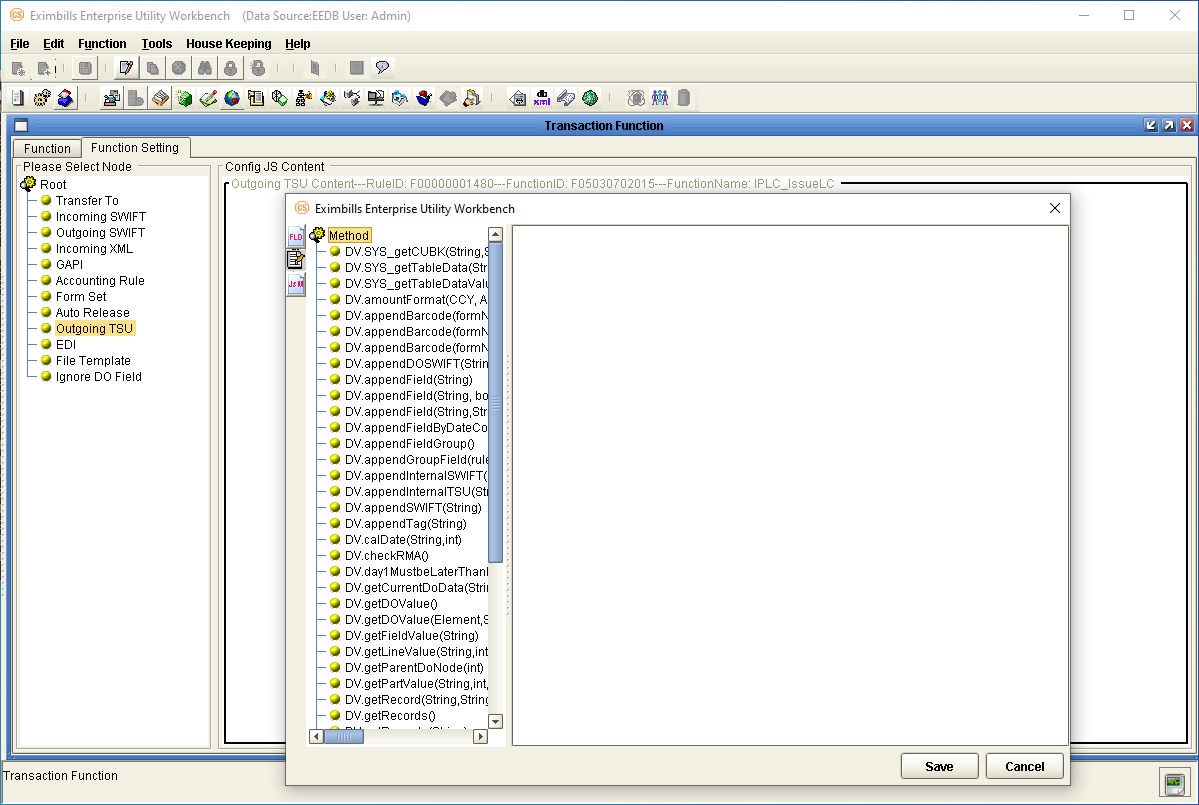 Eximbills Enterprise Utility Workbench (Data Source:EEDB User: Admin)
File Edit Function Tools House Keeping Help
db
xml
Transaction Function
Function
Function Setting
Please Select Node
Root
Transfer To
Incoming SWIFT
Outgoing SWIFT
Incoming XML
GAPI
Accounting Rule
Form Set
Auto Release
Outgoing TSU
EDI
File Template
Ignore DO Field
Config JS Content
Outgoing TSU Content---RuleID: F00000001480---FunctionID: F05030702015---FunctionName: IPLC_IssueLC
Eximbills Enterprise Utility Workbench
FLD
Method
DV.SYS_getCUBK(String,S
DV.SYS_getTableData(Stri
DV.SYS_getTableDataValu
DV.amountFormat(CCY, A
DV.appendBarcode(formN
DV.appendBarcode(formN
DV.appendBarcode(formN
DV.appendDOSWIFT(String
DV.appendField(String)
DV.appendField(String, bo
DV.appendField(String,Str
DV.appendFieldByDateCo
DV.appendFieldGroup()
DV.appendGroupField(rule
DV.appendInternalSWIFT(
DV.appendInternalTSU(Str
DV.appendSWIFT(String)
DV.appendTag(String)
DV.calDate(String,int)
DV.checkRMA()
DV.day1MustbeLaterThan
DV.getCurrentDoData(Strin
DV.getDOValue()
DV.getDOValue(Element,S
DV.getFieldValue(String)
DV.getLineValue(String,int
DV.getParentDoNode(int)
DV.getPartValue(String,int,
DV.getRecord(String,String
DV.getRecords()
Save
Cancel
Transaction Function